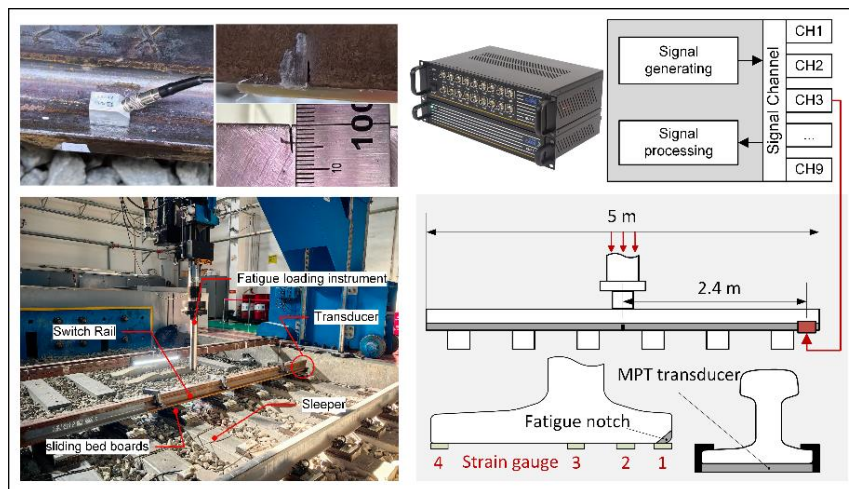 100
10
Signal
generating
Signal
processing
Signal Channel
CH1
CH2
CH3
...
CH9
Fatigue loading instrument
Transducer
Switch Rail
Sleeper
sliding bed boards
5 m
2.4 m
MPT transducer
Fatigue notch
4 Strain gauge 3 2 1